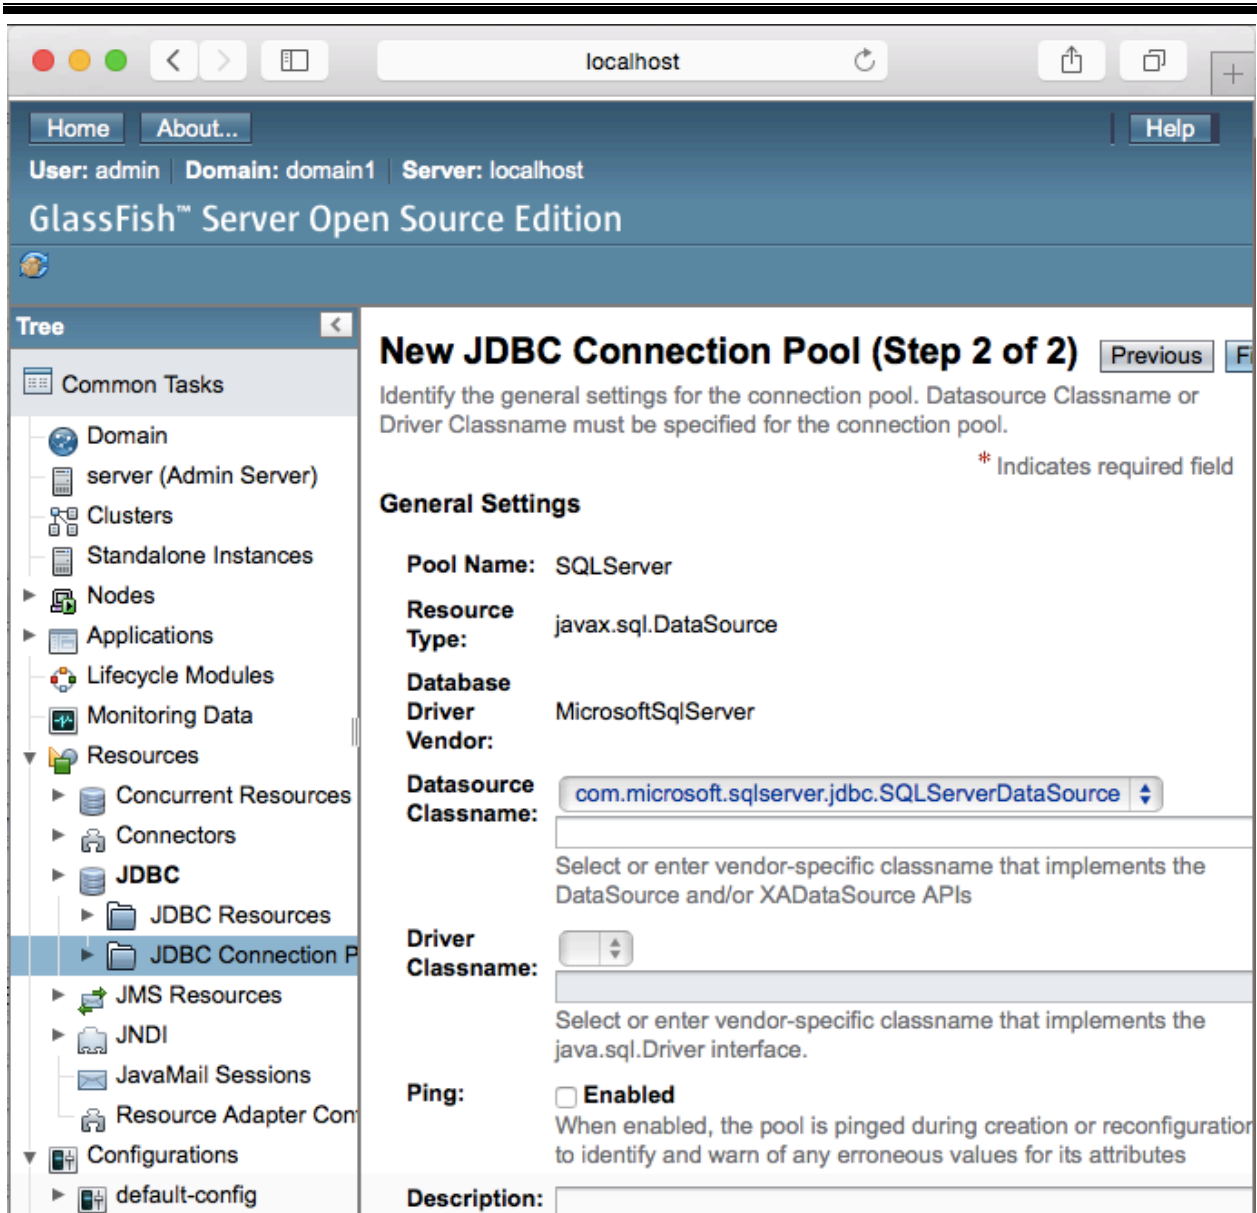 localhost
Home About... Help
User: admin Domain: domain1 Server: localhost
GlassFish™ Server Open Source Edition
Tree
Common Tasks
Domain
server (Admin Server)
Clusters
Standalone Instances
Nodes
Applications
Lifecycle Modules
Monitoring Data
Resources
Concurrent Resources
Connectors
JDBC
JDBC Resources
JDBC Connection P
JMS Resources
JNDI
JavaMail Sessions
Resource Adapter Con
Configurations
default-config
New JDBC Connection Pool (Step 2 of 2) Previous Fi
Identify the general settings for the connection pool. Datasource Classname or
Driver Classname must be specified for the connection pool.
* Indicates required field
General Settings
Pool Name: SQLServer
Resource
Type: javax.sql.DataSource
Database
Driver MicrosoftSqlServer
Vendor:
Datasource com.microsoft.sqlserver.jdbc.SQLServerDataSource
Classname:
Select or enter vendor-specific classname that implements the
DataSource and/or XADataSource APIs
Driver
Classname:
Select or enter vendor-specific classname that implements the
java.sql.Driver interface.
Ping: Enabled
When enabled, the pool is pinged during creation or reconfiguration
to identify and warn of any erroneous values for its attributes
Description: